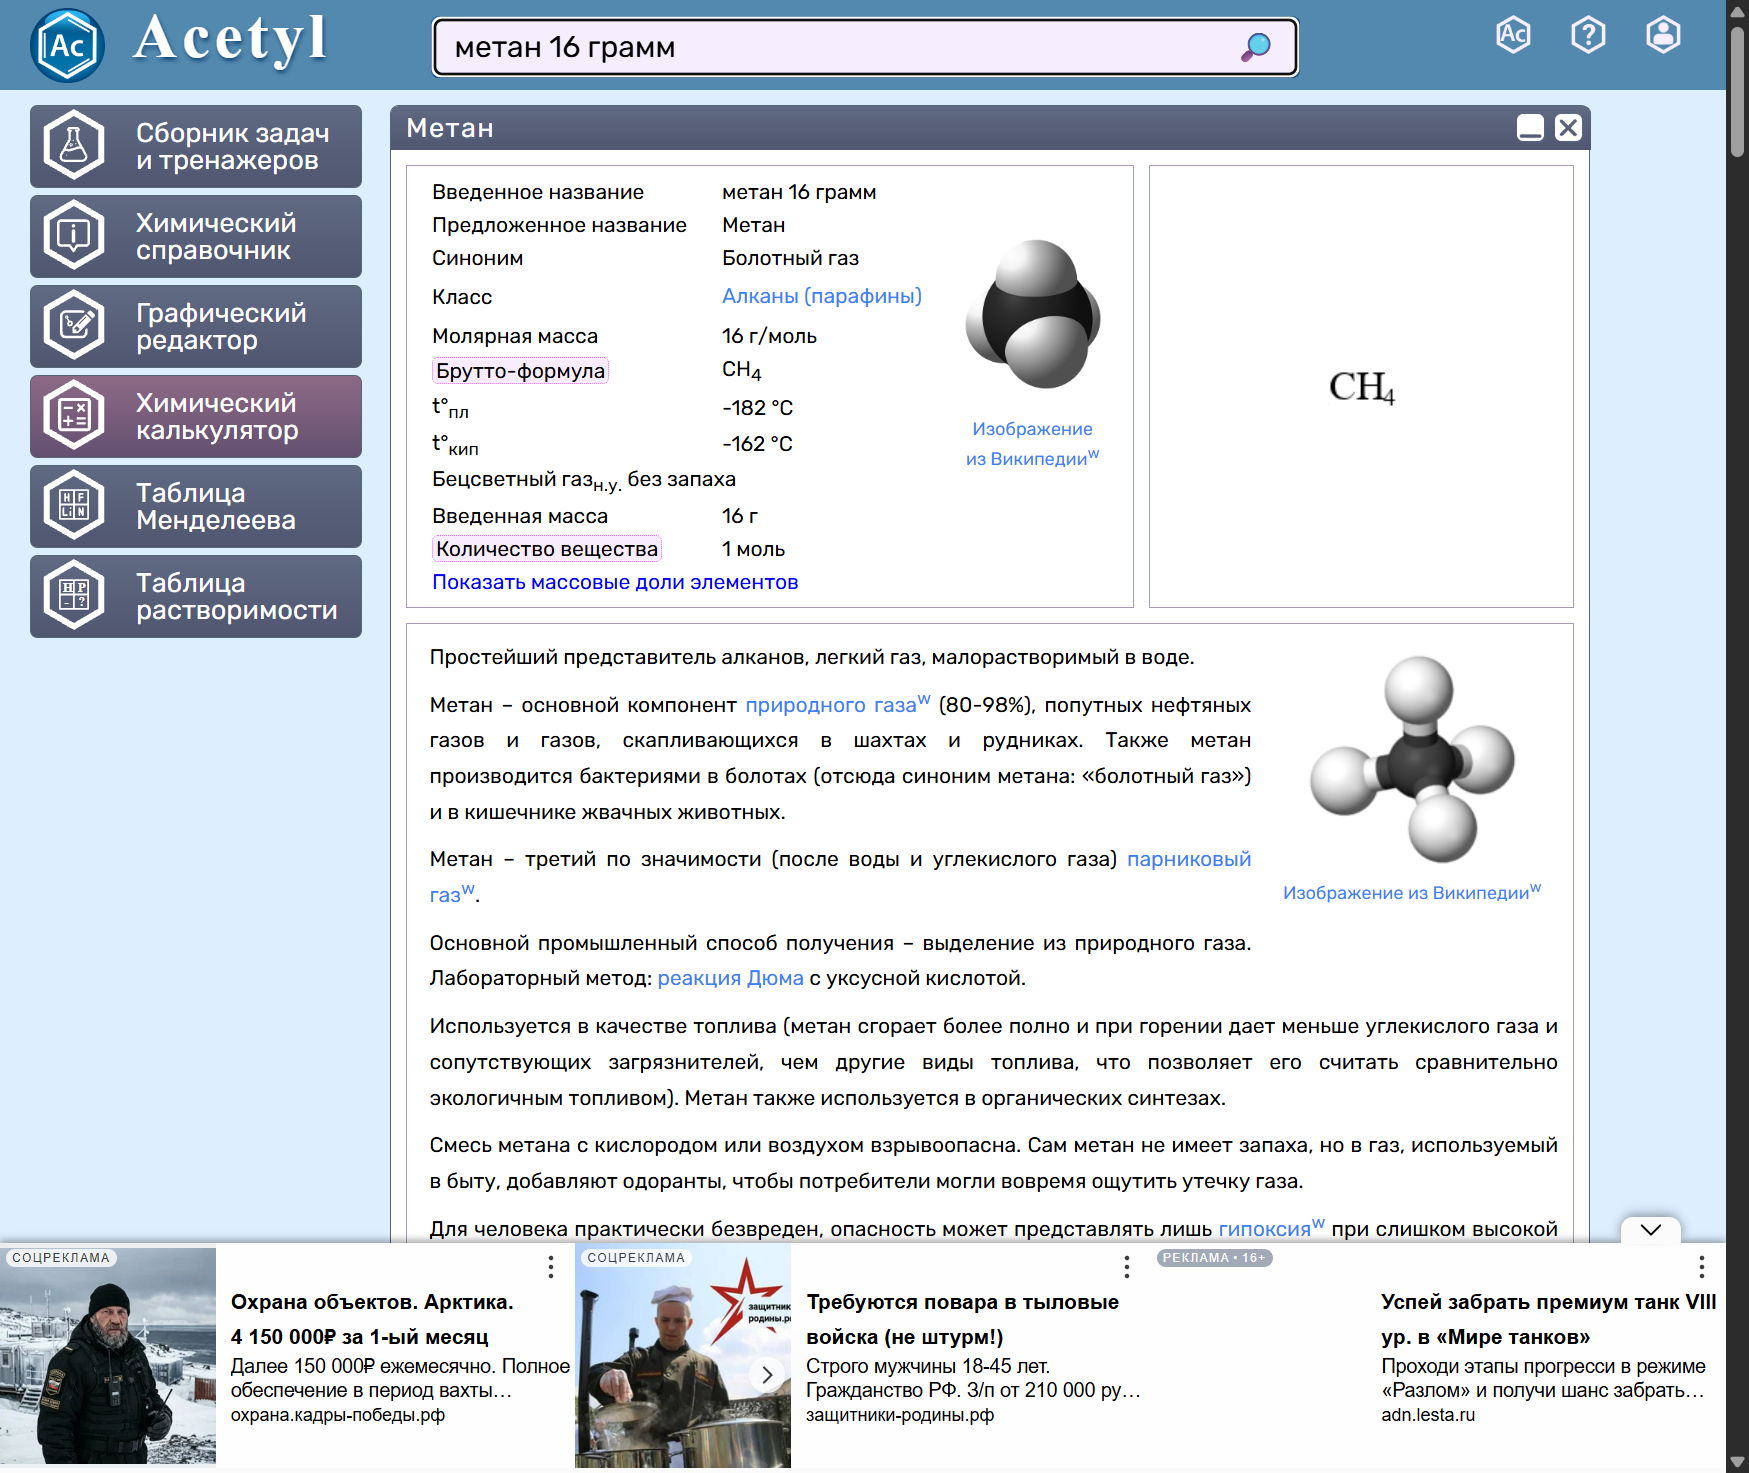 Ac
Acetyl
метан 16 грамм
Ac
?
Сборник задач
и тренажеров
Химический
справочник
Графический
редактор
Химический
калькулятор
Таблица
Менделеева
Таблица
растворимости
Метан
Введенное название метан 16 грамм
Предложенное название Метан
Синоним Болотный газ
Класс Алканы (парафины)
Молярная масса 16 г/моль
Брутто-формула CH4
t°пл -182 °C
t°кип -162 °C
Бецсветный газн.у. без запаха
Введенная масса 16 г
Количество вещества 1 моль
Показать массовые доли элементов
Изображение
из Википедииw
CH4
Простейший представитель алканов, легкий газ, малорастворимый в воде.
Метан – основной компонент природного газаw (80-98%), попутных нефтяных
газов и газов, скапливающихся в шахтах и рудниках. Также метан
производится бактериями в болотах (отсюда синоним метана: «болотный газ»)
и в кишечнике жвачных животных.
Метан – третий по значимости (после воды и углекислого газа) парниковый
газw.
Изображение из Википедииw
Основной промышленный способ получения – выделение из природного газа.
Лабораторный метод: реакция Дюма с уксусной кислотой.
Используется в качестве топлива (метан сгорает более полно и при горении дает меньше углекислого газа и
сопутствующих загрязнителей, чем другие виды топлива, что позволяет его считать сравнительно
экологичным топливом). Метан также используется в органических синтезах.
Смесь метана с кислородом или воздухом взрывоопасна. Сам метан не имеет запаха, но в газ, используемый
в быту, добавляют одоранты, чтобы потребители могли вовремя ощутить утечку газа.
Для человека практически безвреден, опасность может представлять лишь гипоксияw при слишком высокой
СОЦРЕКЛАМА
Охрана объектов. Арктика.
4 150 000₽ за 1-ый месяц
Далее 150 000₽ ежемесячно. Полное
обеспечение в период вахты…
охрана.кадры-победы.рф
СОЦРЕКЛАМА
защитник
родины.р
Требуются повара в тыловые
войска (не штурм!)
Строго мужчины 18-45 лет.
Гражданство РФ. З/п от 210 000 ру…
защитники-родины.рф
РЕКЛАМА • 16+
Успей забрать премиум танк VIII
ур. в «Мире танков»
Проходи этапы прогресси в режиме
«Разлом» и получи шанс забрать…
adn.lesta.ru